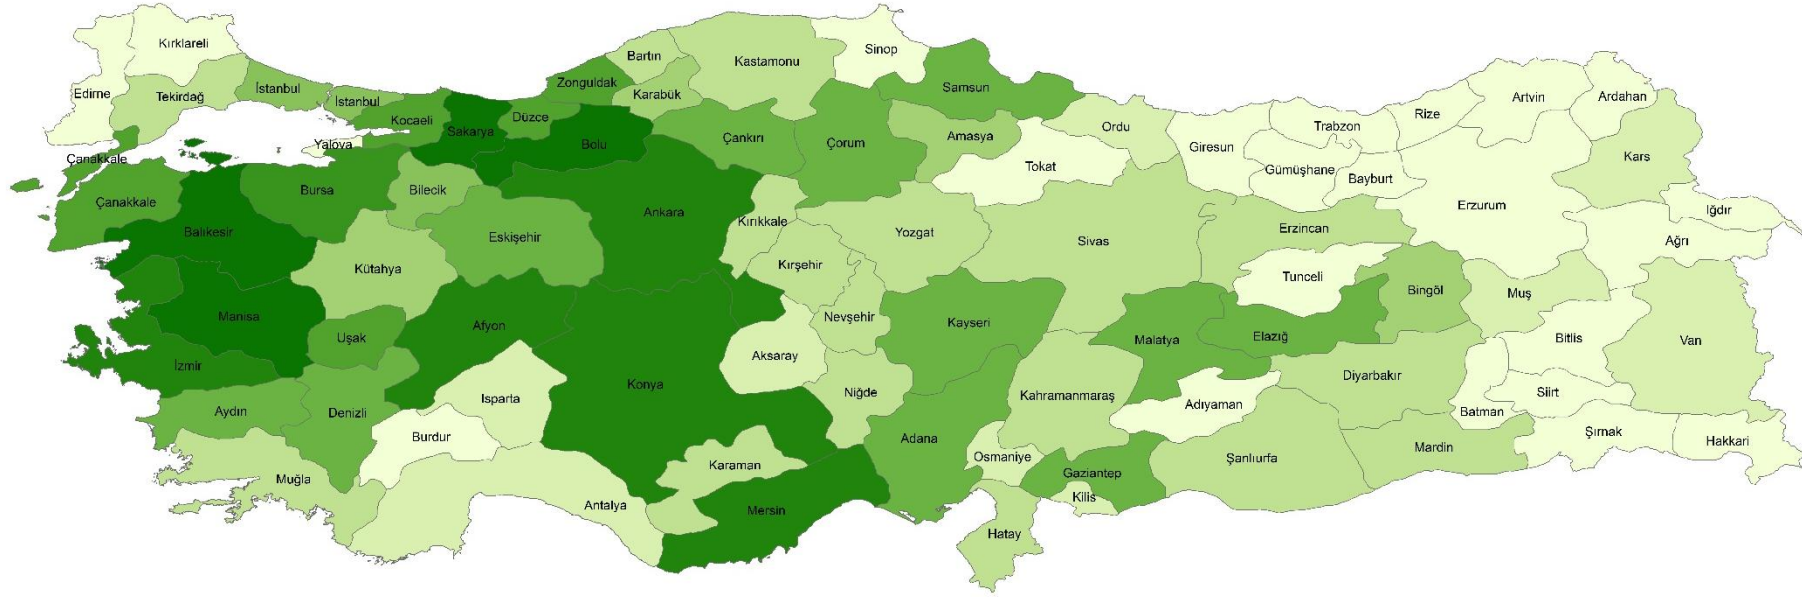 Kırklareli
Edirne
Tekirdağ
İstanbul
İstanbul
Kocaeli
Yalova
Sakarya
Düzce
Zonguldak
Bartın
Karabük
Kastamonu
Sinop
Samsun
Bolu
Çankırı
Çorum
Amasya
Ordu
Tokat
Giresun
Trabzon
Gümüşhane
Bayburt
Rize
Artvin
Ardahan
Kars
Iğdır
Ağrı
Erzurum
Çanakkale
Çanakkale
Balıkesir
Bursa
Bilecik
Eskişehir
Ankara
Kırıkkale
Yozgat
Sivas
Erzincan
Tunceli
Bingöl
Muş
Bitlis
Van
Kütahya
Kırşehir
Nevşehir
Kayseri
Malatya
Elazığ
Manisa
Uşak
Afyon
İzmir
Aydın
Denizli
Isparta
Burdur
Konya
Aksaray
Niğde
Kahramanmaraş
Adıyaman
Diyarbakır
Batman
Siirt
Şırnak
Hakkari
Muğla
Antalya
Karaman
Mersin
Adana
Osmaniye
Gaziantep
Kilis
Hatay
Şanlıurfa
Mardin